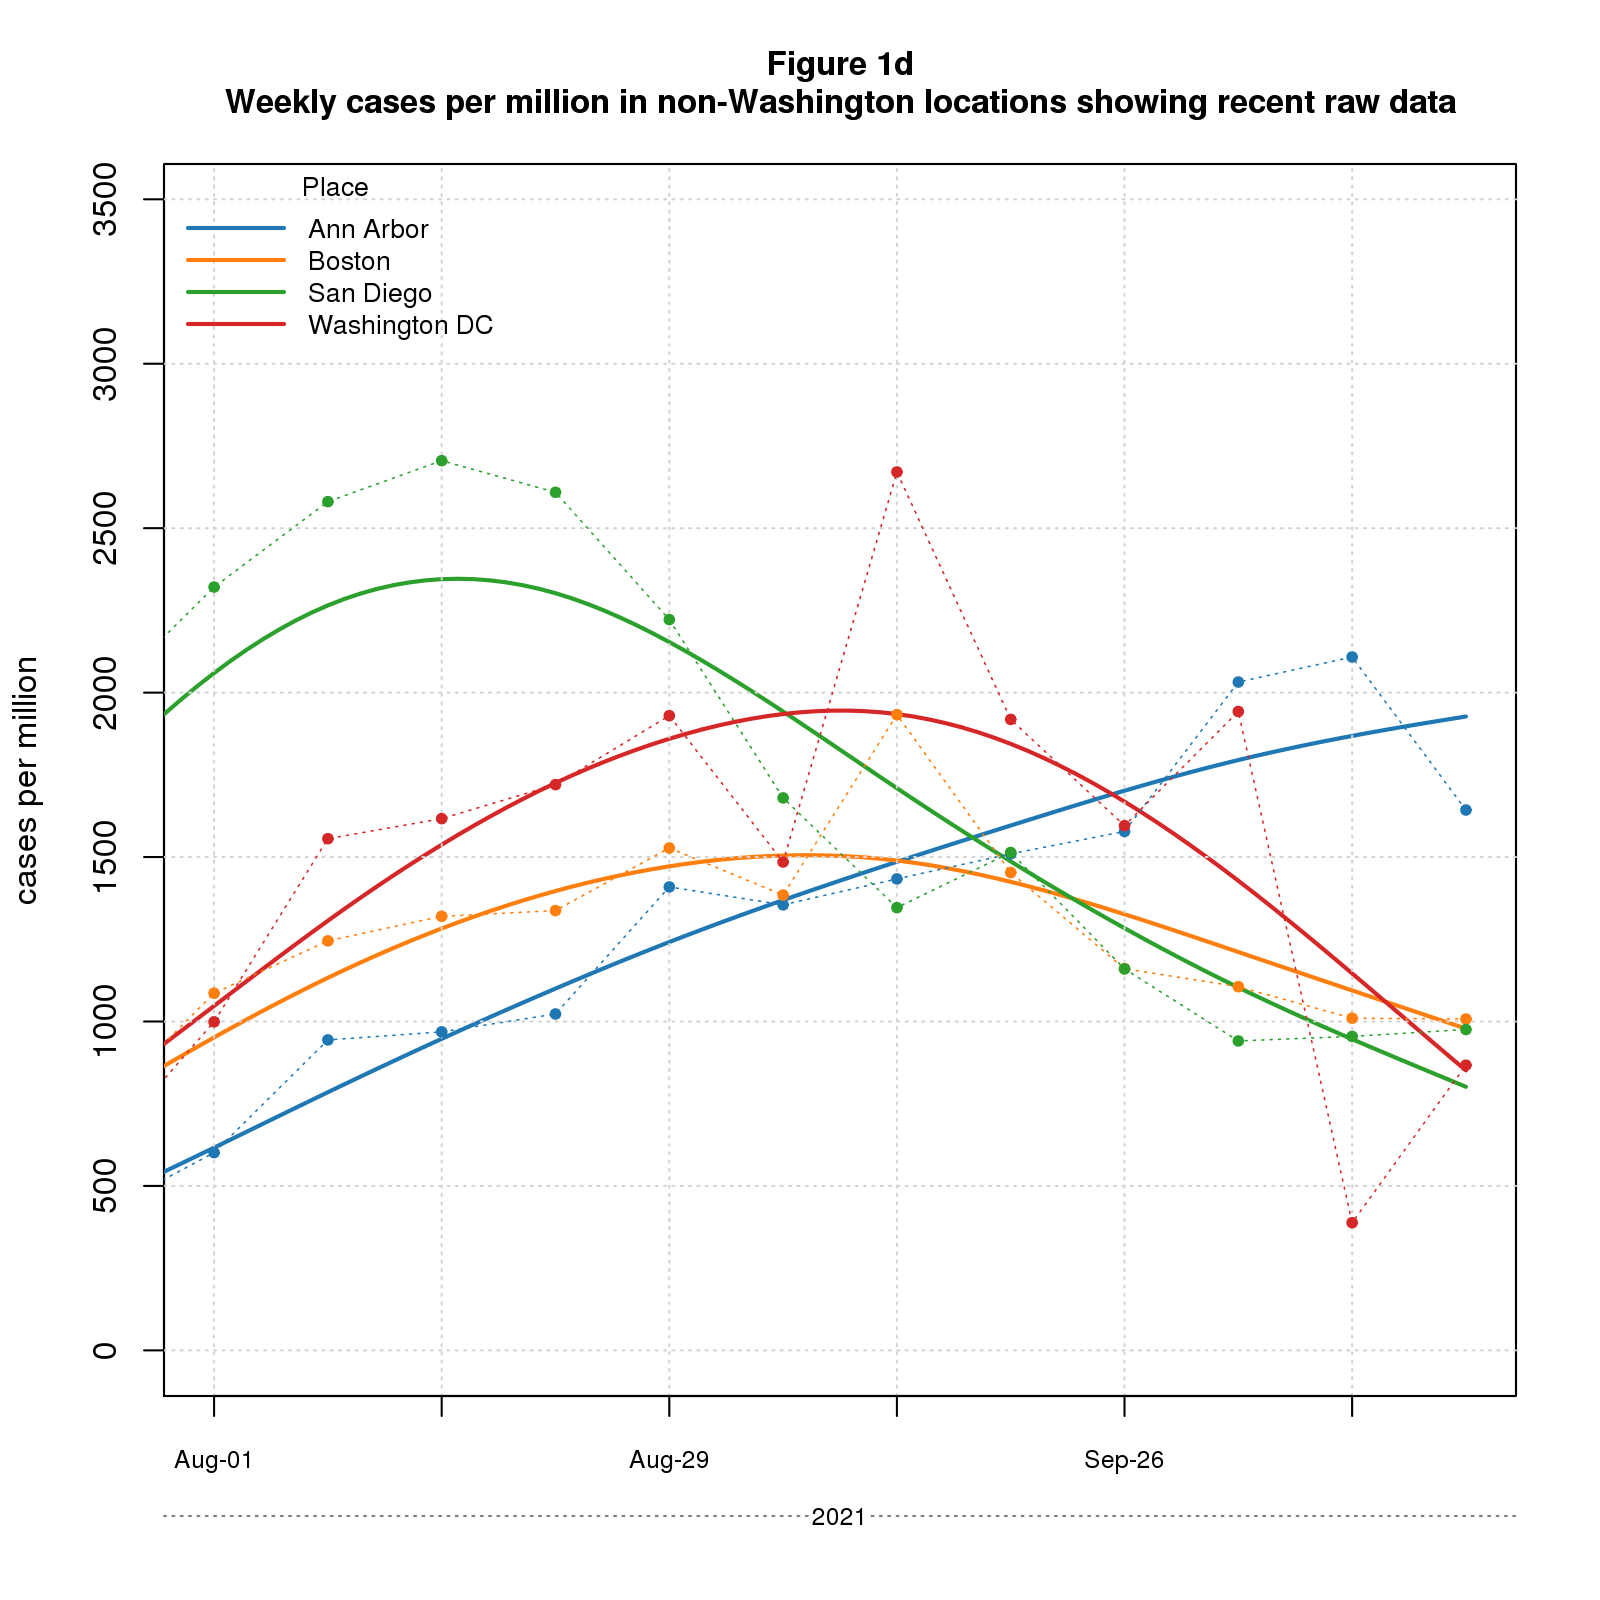 Figure 1d
Weekly cases per million in non-Washington locations showing recent raw data
Place
Ann Arbor
Boston
San Diego
Washington DC
cases per million
3500
3000
2500
2000
1500
1000
500
0
Aug-01
Aug-29
Sep-26
2021